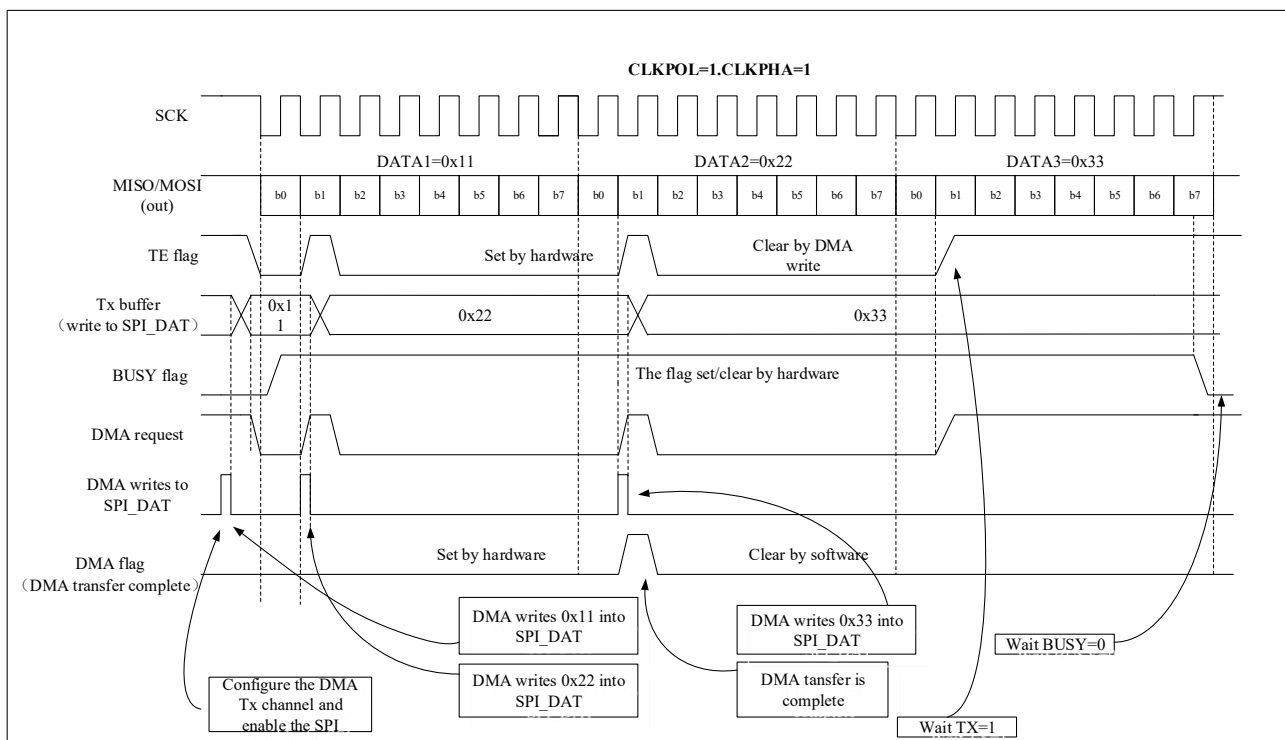 CLKPOL=1.CLKPHA=1
SCK
DATA1=0x11 DATA2=0x22 DATA3=0x33
MISO/MOSI
(out)
b0 b1 b2 b3 b4 b5 b6 b7 b0 b1 b2 b3 b4 b5 b6 b7 b0 b1 b2 b3 b4 b5 b6 b7
TE flag
Set by hardware
Clear by DMA
write
Tx buffer
（write to SPI_DAT）
0x1
1
0x22
0x33
BUSY flag
The flag set/clear by hardware
DMA request
DMA writes to
SPI_DAT
DMA flag
（DMA transfer complete）
Set by hardware
Clear by software
DMA writes 0x11 into
SPI_DAT
DMA writes 0x33 into
SPI_DAT
Wait BUSY=0
Configure the DMA
Tx channel and
enable the SPI
DMA writes 0x22 into
SPI_DAT
DMA tansfer is
complete
Wait TX=1